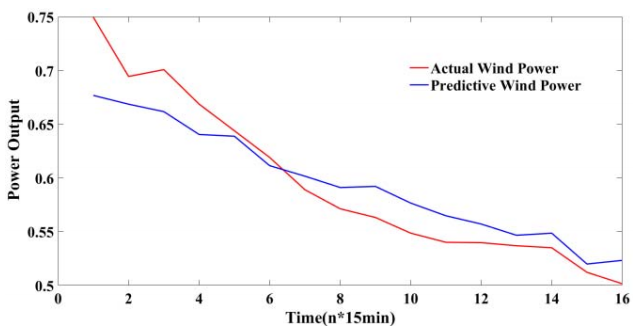 0.75
0.7
0.65
0.6
0.55
0.5
Power Output
Actual Wind Power
Predictive Wind Power
0 2 4 6 8 10 12 14 16
Time(n*15min)